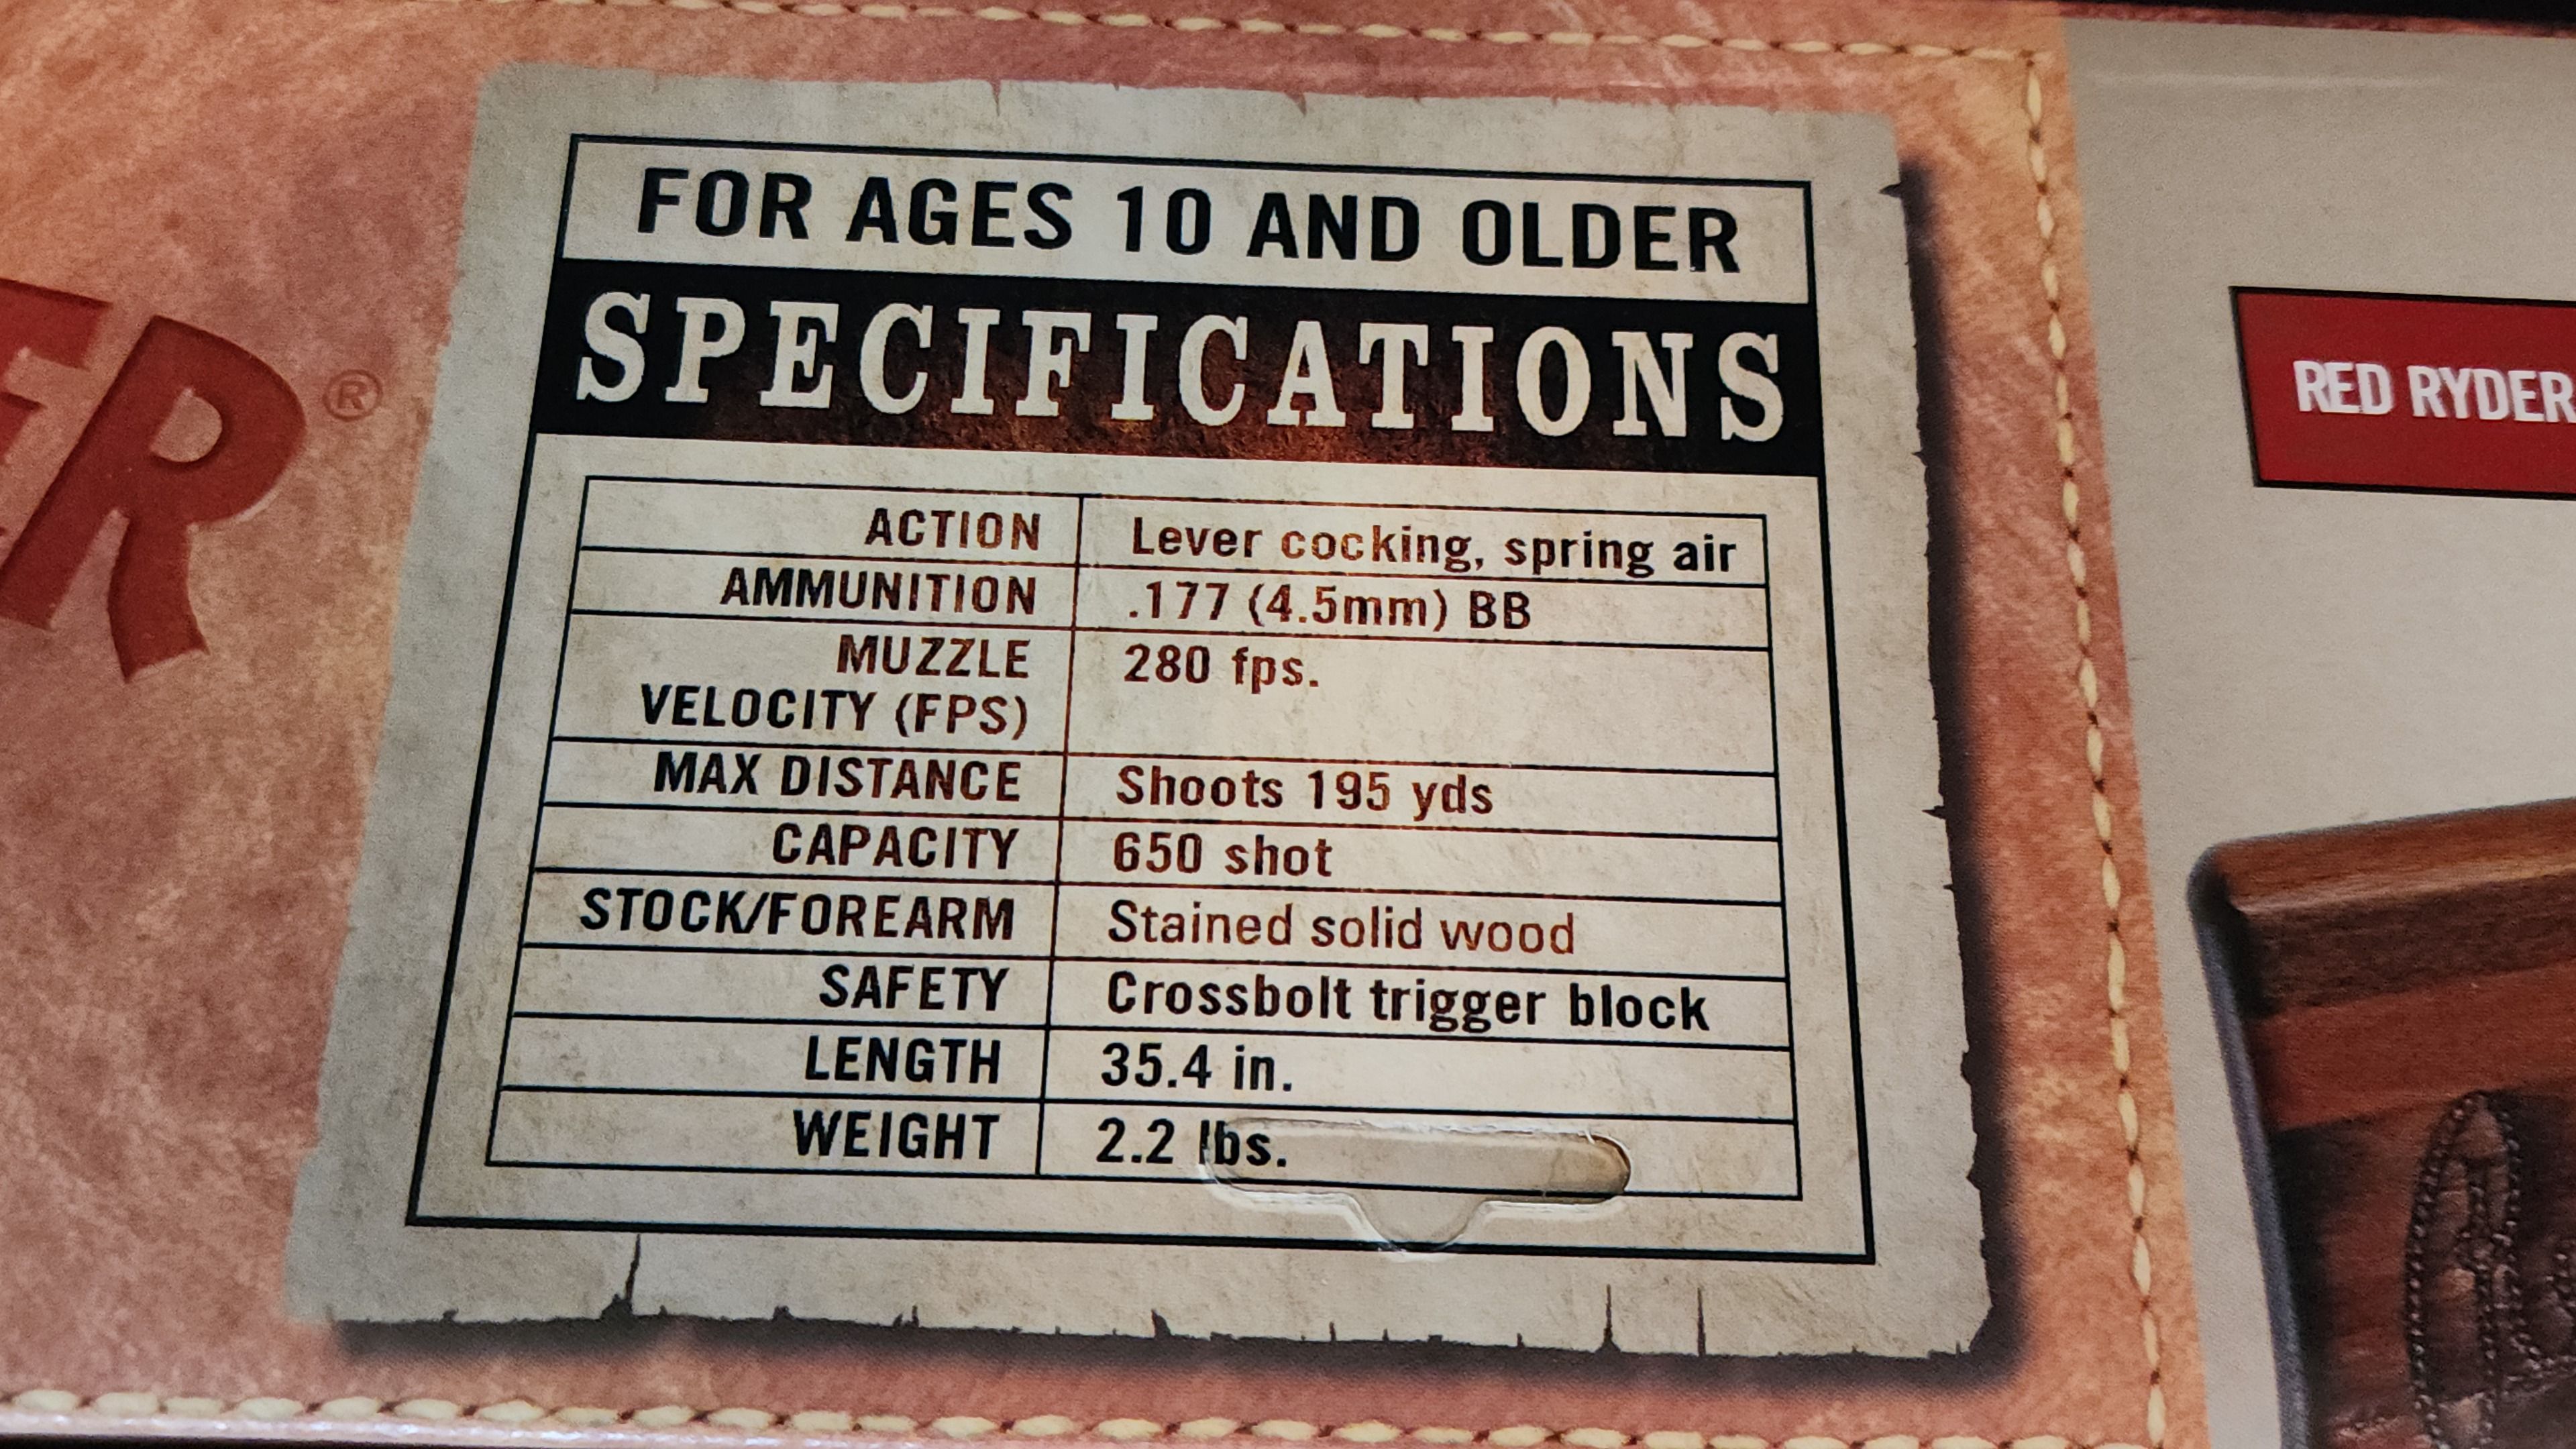 FOR AGES 10 AND OLDER
SPECIFICATIONS
ACTION Lever cocking, spring air
AMMUNITION .177 (4.5mm) BB
MUZZLE 280 fps.
VELOCITY (FPS)
MAX DISTANCE Shoots 195 yds
CAPACITY 650 shot
STOCK/FOREARM Stained solid wood
SAFETY Crossbolt trigger block
LENGTH 35.4 in.
WEIGHT 2.2 lbs.
ER®
RED RYDER